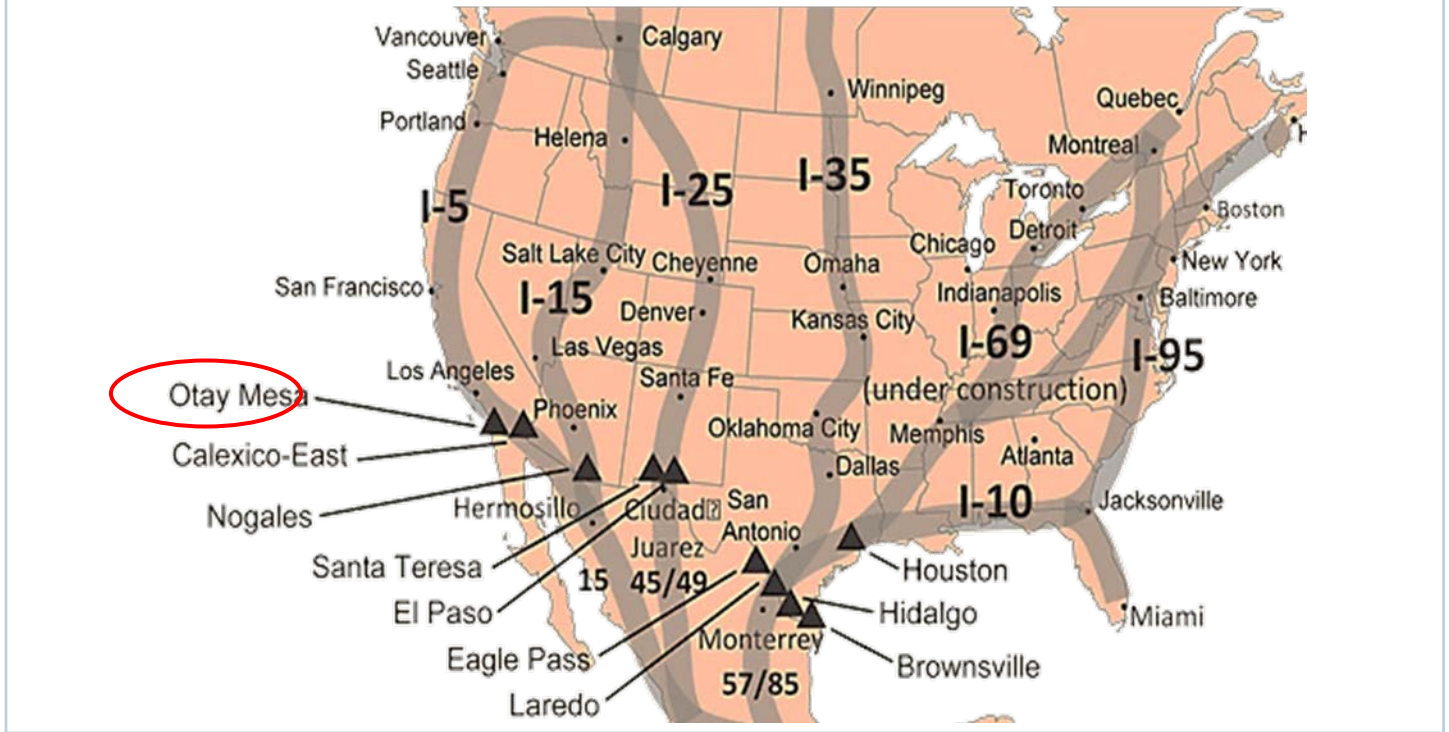 Vancouver
Calgary
Seattle
Winnipeg
Quebec
Portland
Helena
Montreal
H
I-25
I-35
Toronto
I-5
Boston
Detroit
Chicago
Salt Lake City
Cheyenne
Omaha
New York
San Francisco
I-15
Indianapolis
Baltimore
Denver
Kansas City
I-69
Las Vegas
I-95
Los Angeles
Santa Fe
(under construction)
Otay Mesa
Phoenix
Oklahoma City
Memphis
Calexico-East
Atlanta
Dallas
Nogales
Hermosillo
Ciudad
Juarez
San
Antonio
I-10
Jacksonville
Santa Teresa
15
45/49
Houston
El Paso
Hidalgo
Miami
Monterrey
Eagle Pass
Brownsville
57/85
Laredo